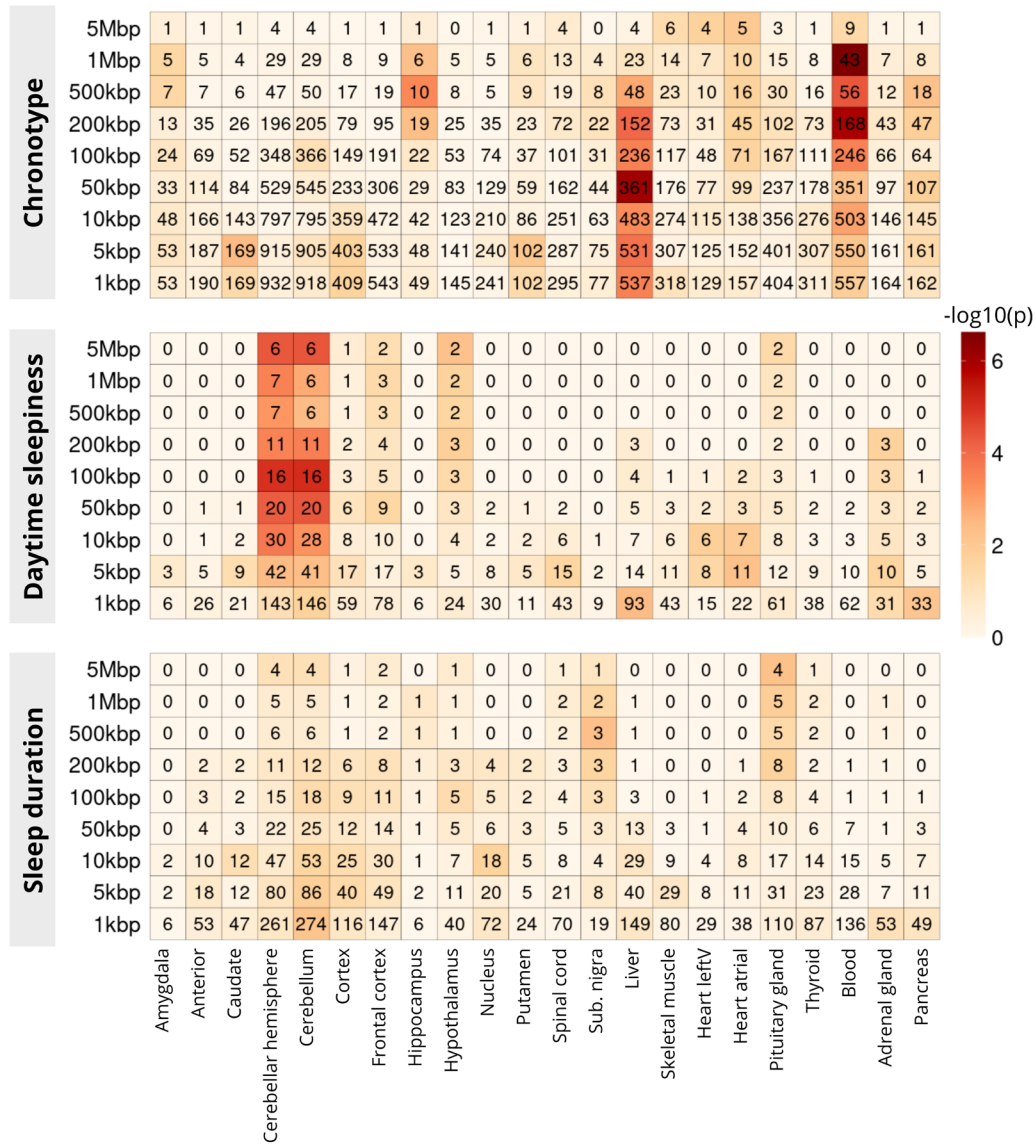 Chronotype
5Mbp 1 1 1 4 4 1 1 1 0 1 1 4 0 4 6 4 5 3 1 9 1 1
1Mbp 5 5 4 29 29 8 9 6 5 5 6 13 4 23 14 7 10 15 8 43 7 8
500kbp 7 7 6 47 50 17 19 10 8 5 9 19 8 48 23 10 16 30 16 56 12 18
200kbp 13 35 26 196 205 79 95 19 25 35 23 72 22 152 73 31 45 102 73 168 43 47
100kbp 24 69 52 348 366 149 191 22 53 74 37 101 31 236 117 48 71 167 111 246 66 64
50kbp 33 114 84 529 545 233 306 29 83 129 59 162 44 361 176 77 99 237 178 351 97 107
10kbp 48 166 143 797 795 359 472 42 123 210 86 251 63 483 274 115 138 356 276 503 146 145
5kbp 53 187 169 915 905 403 533 48 141 240 102 287 75 531 307 125 152 401 307 550 161 161
1kbp 53 190 169 932 918 409 543 49 145 241 102 295 77 537 318 129 157 404 311 557 164 162
Daytime sleepiness
5Mbp 0 0 0 6 6 1 2 0 2 0 0 0 0 0 0 0 0 2 0 0 0 0
1Mbp 0 0 0 7 6 1 3 0 2 0 0 0 0 0 0 0 0 2 0 0 0 0
500kbp 0 0 0 7 6 1 3 0 2 0 0 0 0 0 0 0 0 2 0 0 0 0
200kbp 0 0 0 11 11 2 4 0 3 0 0 0 0 3 0 0 0 2 0 0 3 0
100kbp 0 0 0 16 16 3 5 0 3 0 0 0 0 4 1 1 2 3 1 0 3 1
50kbp 0 1 1 20 20 6 9 0 3 2 1 2 0 5 3 2 3 5 2 2 3 2
10kbp 0 1 2 30 28 8 10 0 4 2 2 6 1 7 6 6 7 8 3 3 5 3
5kbp 3 5 9 42 41 17 17 3 5 8 5 15 2 14 11 8 11 12 9 10 10 5
1kbp 6 26 21 143 146 59 78 6 24 30 11 43 9 93 43 15 22 61 38 62 31 33
Sleep duration
5Mbp 0 0 0 4 4 1 2 0 1 0 0 1 1 0 0 0 0 4 1 0 0 0
1Mbp 0 0 0 5 5 1 2 1 1 0 0 2 2 1 0 0 0 5 2 0 1 0
500kbp 0 0 0 6 6 1 2 1 1 0 0 2 3 1 0 0 0 5 2 0 1 0
200kbp 0 2 2 11 12 6 8 1 3 4 2 3 3 1 0 0 1 8 2 1 1 0
100kbp 0 3 2 15 18 9 11 1 5 5 2 4 3 3 0 1 2 8 4 1 1 1
50kbp 0 4 3 22 25 12 14 1 5 6 3 5 3 13 3 1 4 10 6 7 1 3
10kbp 2 10 12 47 53 25 30 1 7 18 5 8 4 29 9 4 8 17 14 15 5 7
5kbp 2 18 12 80 86 40 49 2 11 20 5 21 8 40 29 8 11 31 23 28 7 11
1kbp 6 53 47 261 274 116 147 6 40 72 24 70 19 149 80 29 38 110 87 136 53 49
Amygdala
Anterior
Caudate
Cerebellar hemisphere
Cerebellum
Cortex
Frontal cortex
Hippocampus
Hypothalamus
Nucleus
Putamen
Spinal cord
Sub. nigra
Liver
Skeletal muscle
Heart leftV
Heart atrial
Pituitary gland
Thyroid
Blood
Adrenal gland
Pancreas
-log10(p)
6
4
2
0